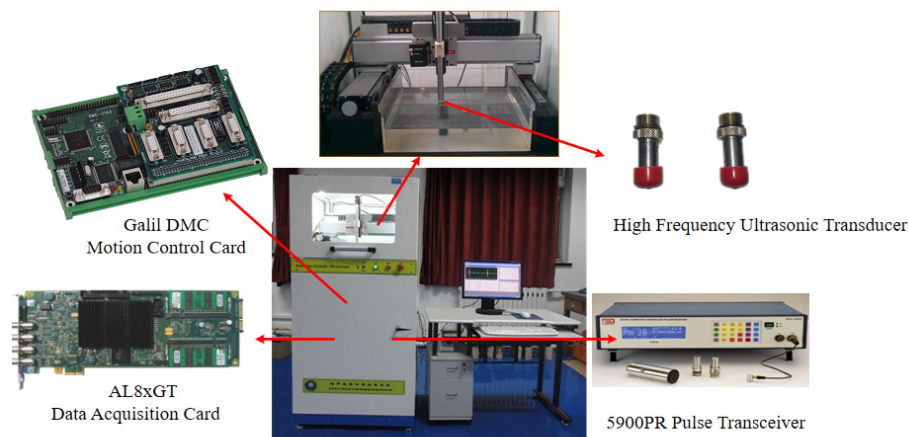 Galil DMC
Motion Control Card
High Frequency Ultrasonic Transducer
AL8xGT
Data Acquisition Card
5900PR Pulse Transceiver